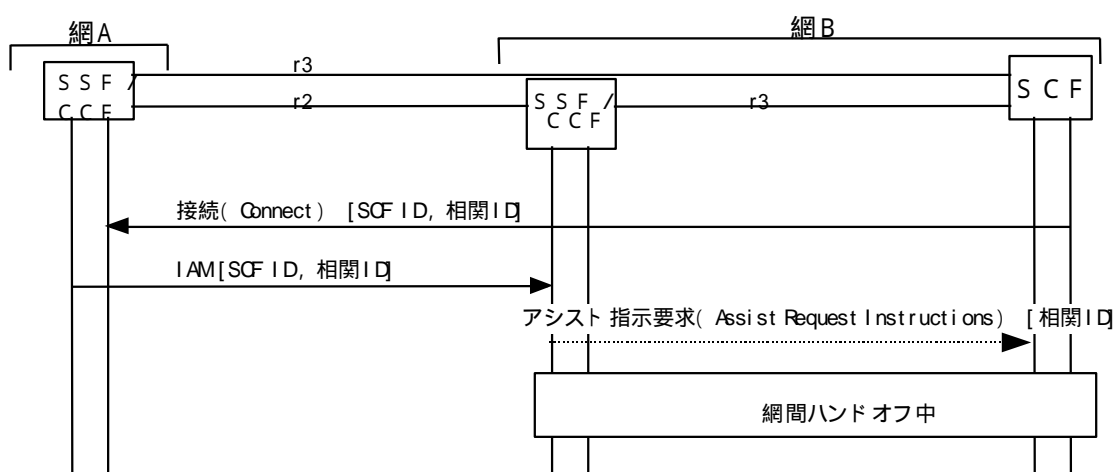 網A
網B
r3
SSF/
CCF
r2
SSF/
CCF
r3
SCF
接続(Connect) [SCF ID, 相関ID]
IAM[SCF ID, 相関ID]
アシスト指示要求(Assist Request Instructions) [相関ID]
網間ハンドオフ中